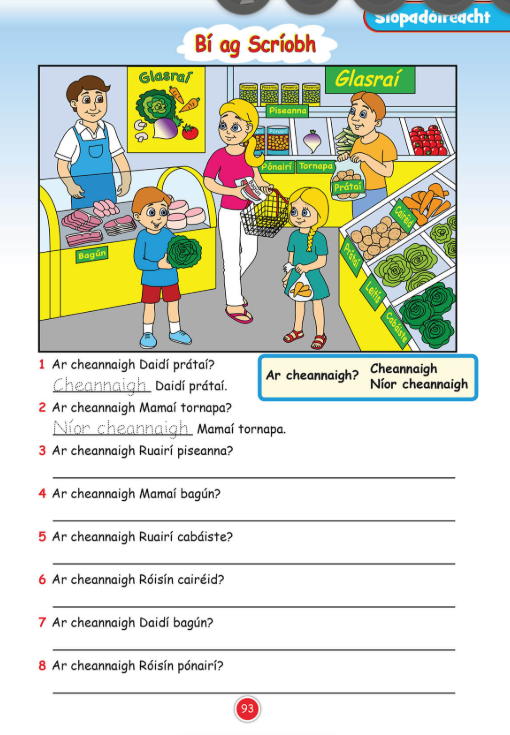 Siopadóireacht
Bí ag Scríobh
Glasraí
Glasraí
Piseanna
Pónairí
Tornapa
Prátaí
Bagún
Cairéid
Prátaí
Leitís
Cabáiste
1 Ar cheannaigh Daidí prátaí?
Cheannaigh Daidí prátaí.
Ar cheannaigh?
Cheannaigh
Níor cheannaigh
2 Ar cheannaigh Mamaí tornapa?
Níor cheannaigh Mamaí tornapa.
3 Ar cheannaigh Ruairí piseanna?
4 Ar cheannaigh Mamaí bagún?
5 Ar cheannaigh Ruairí cabáiste?
6 Ar cheannaigh Róisín cairéid?
7 Ar cheannaigh Daidí bagún?
8 Ar cheannaigh Róisín pónairí?
93